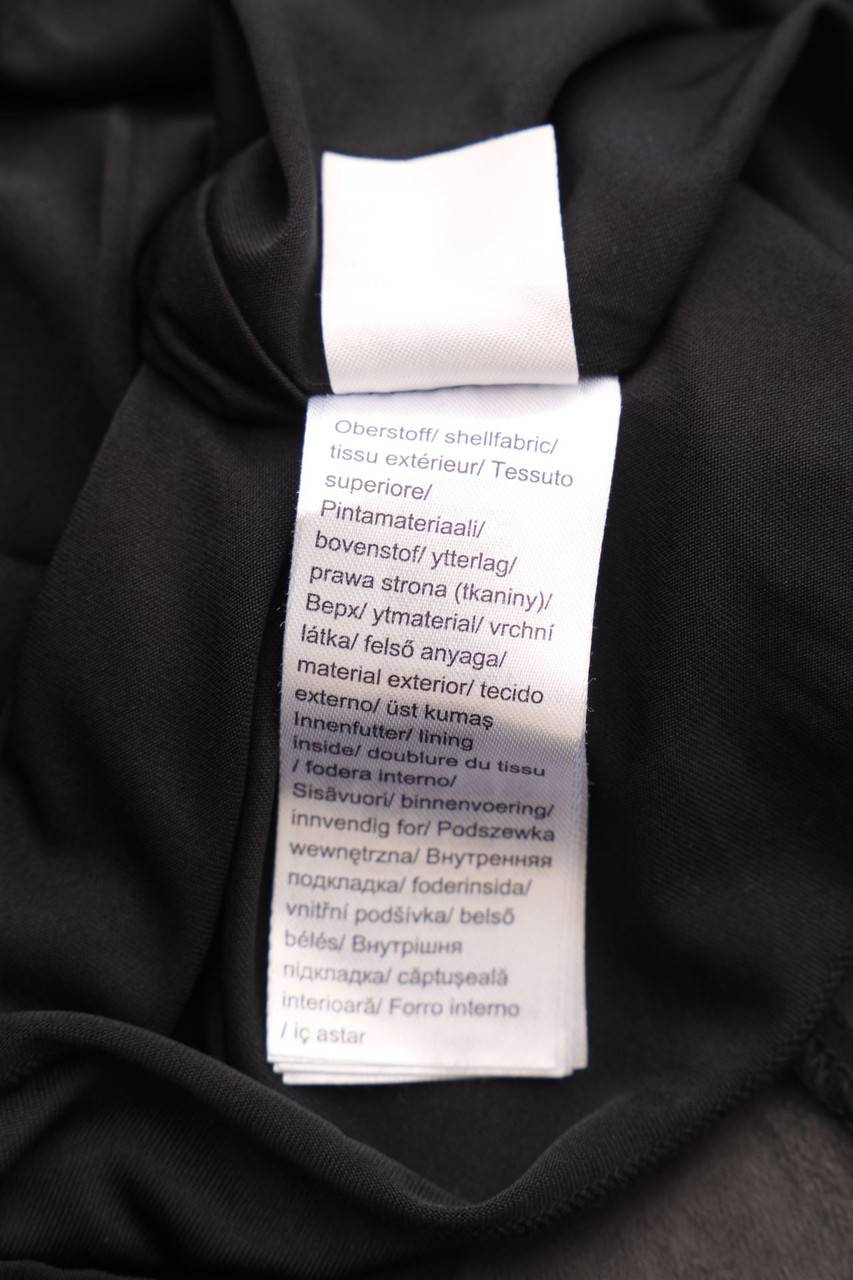 Oberstoff/ shellfabric/
tissu extérieur/ Tessuto
superiore/
Pintamateriaali/
bovenstof/ ytterlag/
prawa strona (tkaniny)/
Верх/ ytmaterial/ vrchní
látka/ felső anyaga/
material exterior/ tecido
externo/ üst kumaş
Innenfutter/ lining
inside/ doublure du tissu
/ fodera interno/
Sisävuori/ binnenvoering/
innvendig for/ Podszewka
wewnętrzna/ Внутренняя
подкладка/ foderinsida/
vnitřní podšívka/ belső
bélés/ Внутрішня
підкладка/ căptuşeală
interioară/ Forro interno
/ iç astar